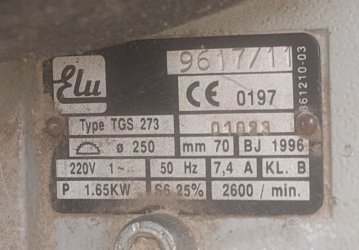 Elu
9617/11
CE 0197
861210-03
Type TGS 273
01023
ø 250
mm 70
BJ 1996
220V 1~
50 Hz
7,4 A
KL. B
P 1.65KW
S6 25%
2600 / min.